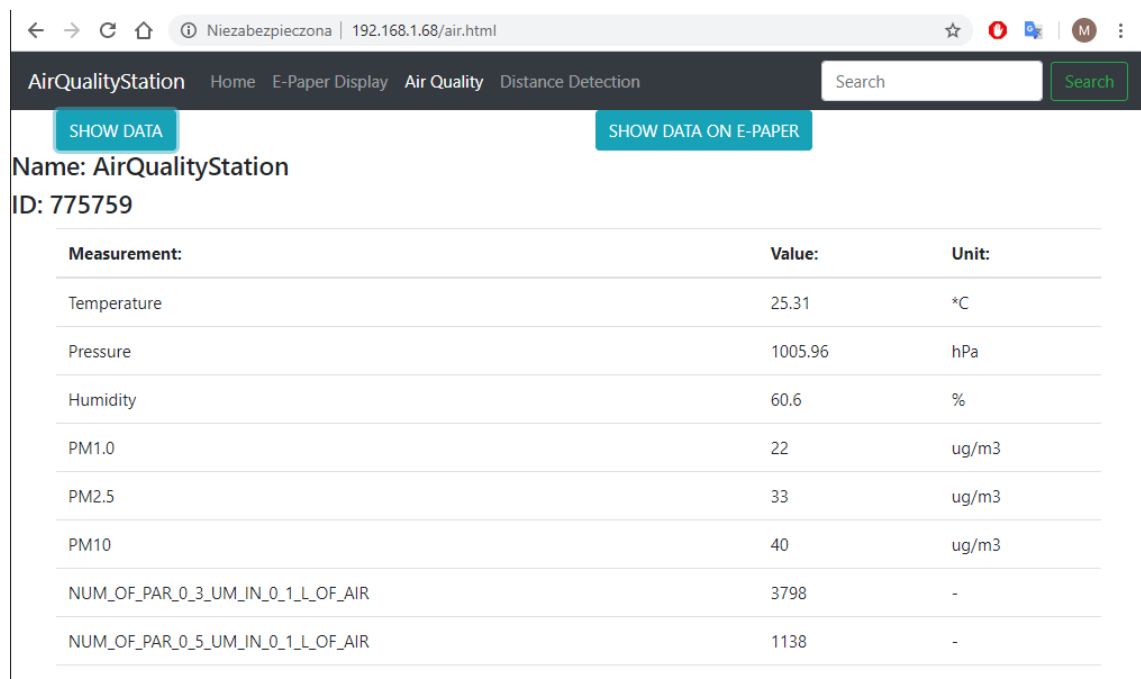 Niezabezpieczona | 192.168.1.68/air.html
M
AirQualityStation Home E-Paper Display Air Quality Distance Detection Search Search
SHOW DATA SHOW DATA ON E-PAPER
Name: AirQualityStation
ID: 775759
Measurement: Value: Unit:
Temperature 25.31 *C
Pressure 1005.96 hPa
Humidity 60.6 %
PM1.0 22 ug/m3
PM2.5 33 ug/m3
PM10 40 ug/m3
NUM_OF_PAR_0_3_UM_IN_0_1_L_OF_AIR 3798 -
NUM_OF_PAR_0_5_UM_IN_0_1_L_OF_AIR 1138 -